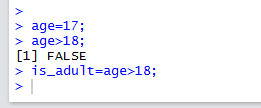 >
> age=17;
> age>18;
[1] FALSE
> is_adult=age>18;
>